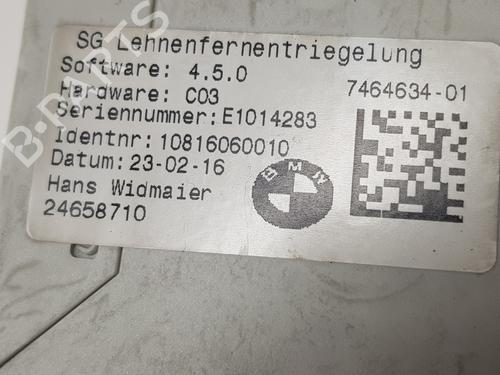 SG Lehnenfernentriegelung
Software: 4.5.0
Hardware: C03
7464634-01
Seriennummer:E1014283
Identnr:10816060010
Datum:23-02-16
Hans Widmaier
24658710
BMW
B-PARTS